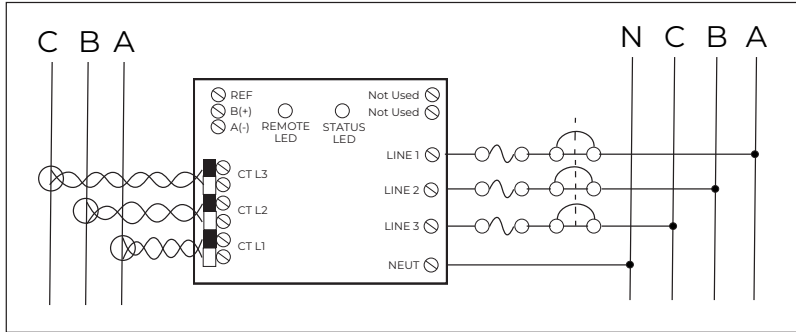 C B A
N C B A
REF
B(+)
A(-)
REMOTE
LED
STATUS
LED
Not Used
Not Used
CT L3
CT L2
CT L1
LINE 1
LINE 2
LINE 3
NEUT